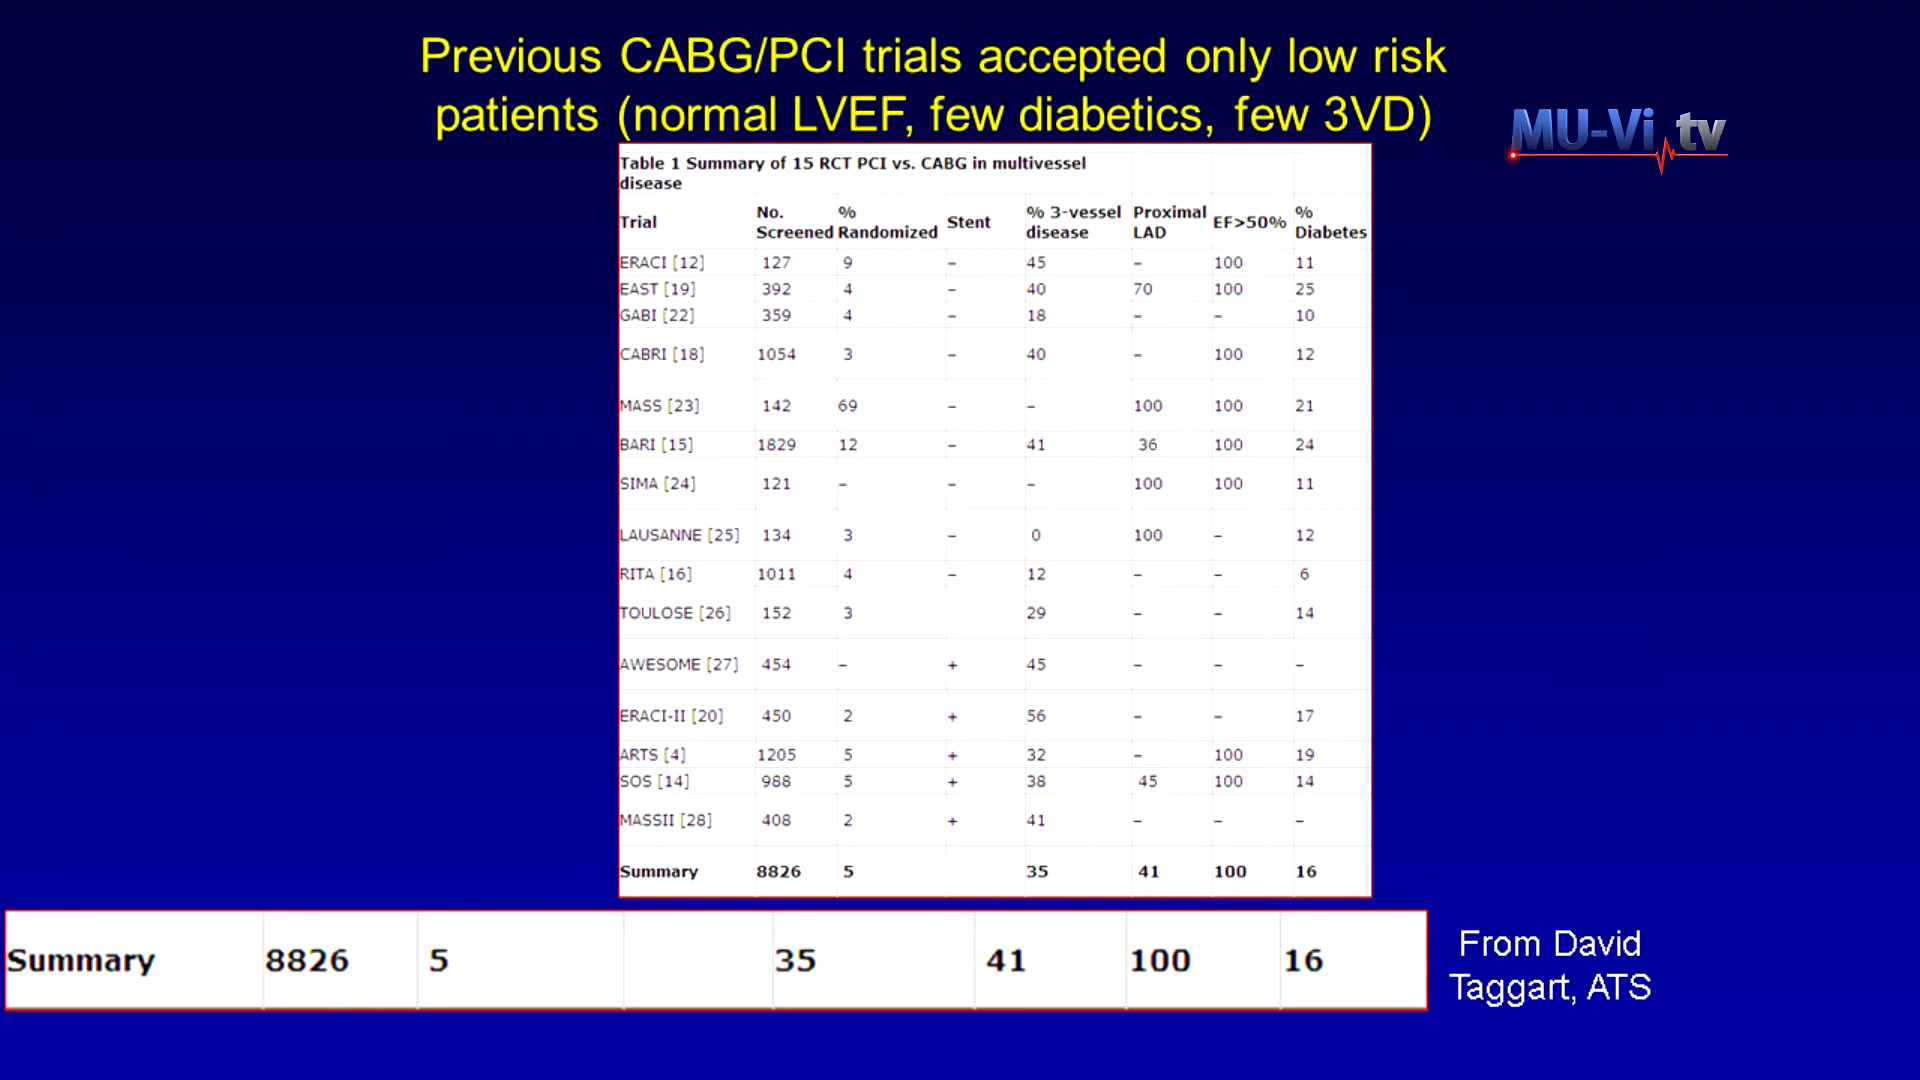 Previous CABG/PCI trials accepted only low risk
patients (normal LVEF, few diabetics, few 3VD)
MU-Vi tv
Table 1 Summary of 15 RCT PCI vs. CABG in multivessel
disease
Trial No. Screened % Randomized Stent % 3-vessel disease Proximal LAD EF>50% % Diabetes
ERACI [12] 127 9 – 45 – 100 11
EAST [19] 392 4 – 40 70 100 25
GABI [22] 359 4 – 18 – – 10
CABRI [18] 1054 3 – 40 – 100 12
MASS [23] 142 69 – – 100 100 21
BARI [15] 1829 12 – 41 36 100 24
SIMA [24] 121 – – – 100 100 11
LAUSANNE [25] 134 3 – 0 100 – 12
RITA [16] 1011 4 – 12 – – 6
TOULOSE [26] 152 3 29 – – 14
AWESOME [27] 454 – + 45 – – –
ERACI-II [20] 450 2 + 56 – – 17
ARTS [4] 1205 5 + 32 – 100 19
SOS [14] 988 5 + 38 45 100 14
MASSII [28] 408 2 + 41 – – –
Summary 8826 5 35 41 100 16
Summary 8826 5 35 41 100 16
From David
Taggart, ATS